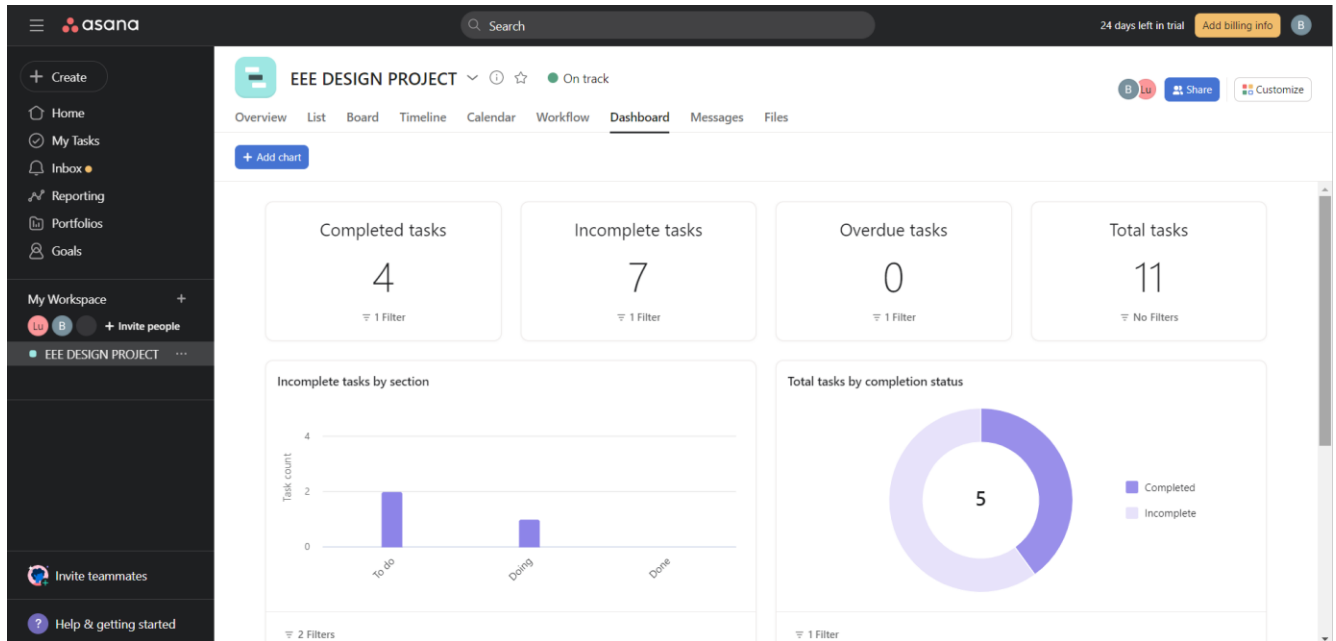 asana
Search
24 days left in trial
Add billing info
B
+ Create
Home
My Tasks
Inbox
Reporting
Portfolios
Goals
My Workspace +
Lu B + Invite people
EEE DESIGN PROJECT ...
Invite teammates
? Help & getting started
EEE DESIGN PROJECT
On track
B Lu
Share
Customize
Overview List Board Timeline Calendar Workflow Dashboard Messages Files
+ Add chart
Completed tasks
4
1 Filter
Incomplete tasks
7
1 Filter
Overdue tasks
0
1 Filter
Total tasks
11
No Filters
Incomplete tasks by section
Task count
4
2
0
To do
Doing
Done
2 Filters
Total tasks by completion status
5
Completed
Incomplete
1 Filter